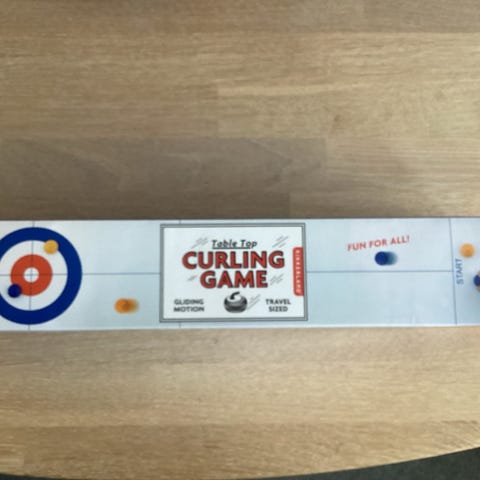 Table Top
CURLING
GAME
KIKKERLAND
GLIDING
MOTION
TRAVEL
SIZED
FUN FOR ALL!
START